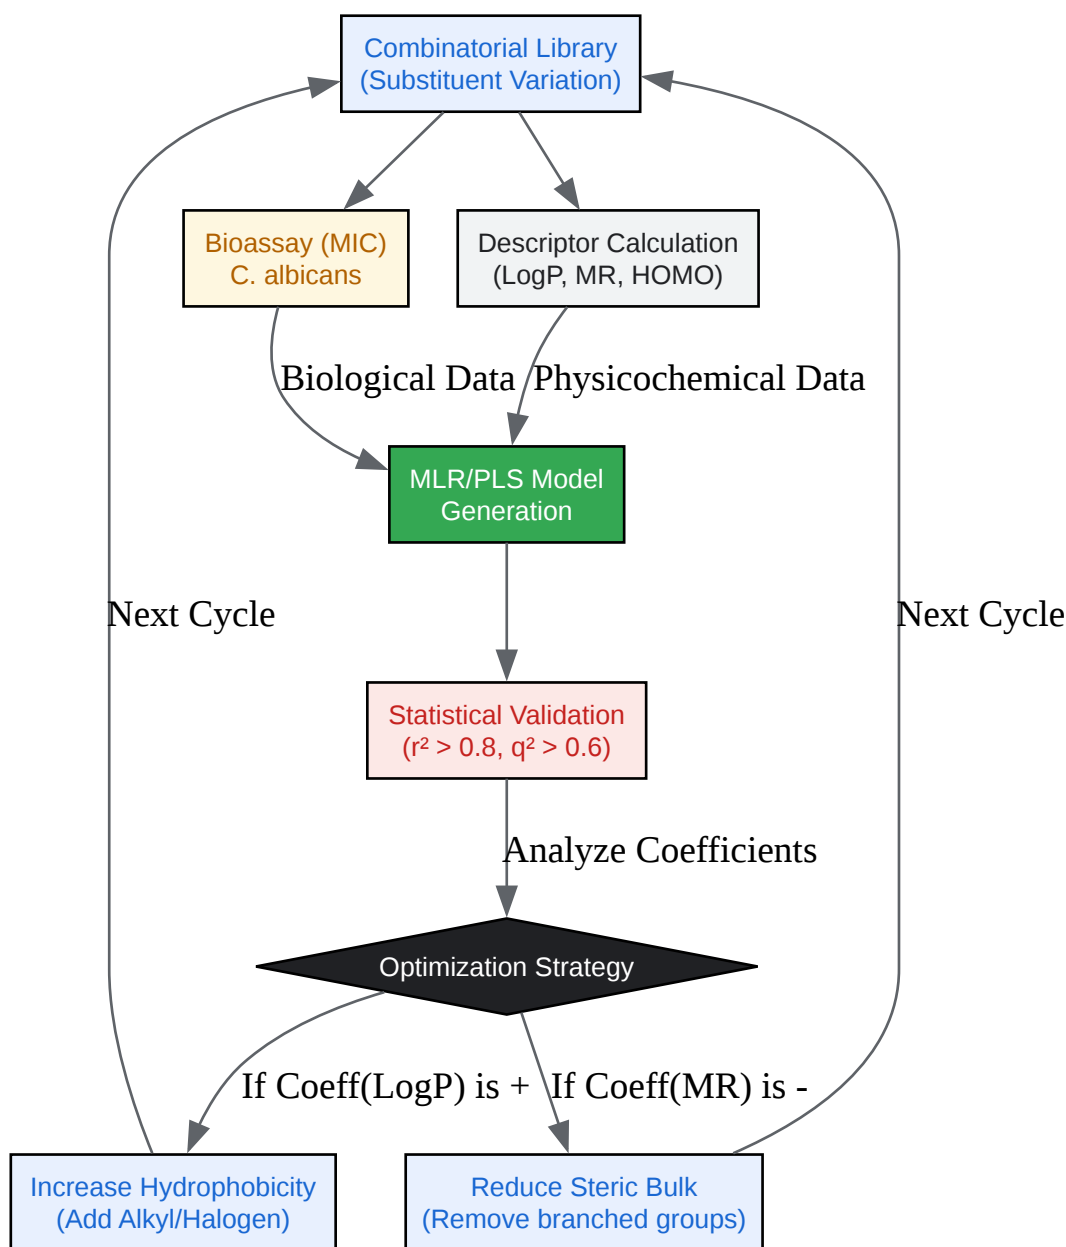 Combinatorial Library
(Substituent Variation)
Bioassay (MIC)
C. albicans
Descriptor Calculation
(LogP, MR, HOMO)
Biological Data
Physicochemical Data
MLR/PLS Model
Generation
Next Cycle
Next Cycle
Statistical Validation
(r² > 0.8, q² > 0.6)
Analyze Coefficients
Optimization Strategy
If Coeff(LogP) is +
If Coeff(MR) is -
Increase Hydrophobicity
(Add Alkyl/Halogen)
Reduce Steric Bulk
(Remove branched groups)